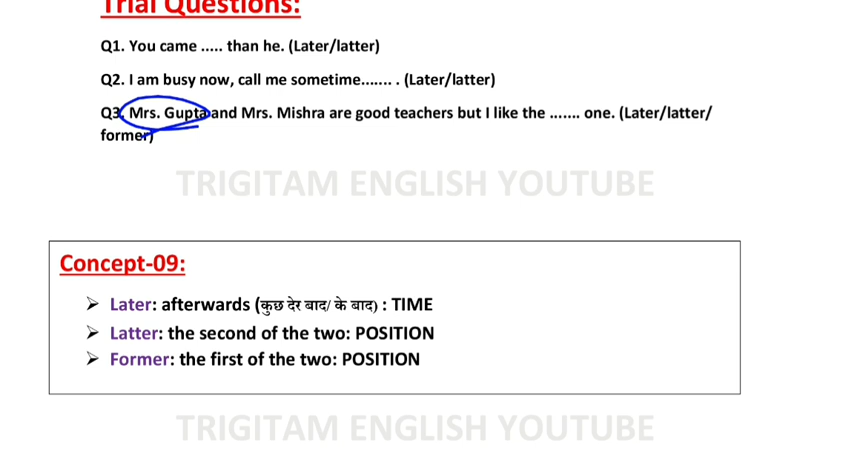 Trial Questions:
Q1. You came ..... than he. (Later/latter)
Q2. I am busy now, call me sometime....... . (Later/latter)
Q3. Mrs. Gupta and Mrs. Mishra are good teachers but I like the ....... one. (Later/latter/
former)
TRIGITAM ENGLISH YOUTUBE
Concept-09:
➢ Later: afterwards (कुछ देर बाद/ के बाद) : TIME
➢ Latter: the second of the two: POSITION
➢ Former: the first of the two: POSITION
TRIGITAM ENGLISH YOUTUBE